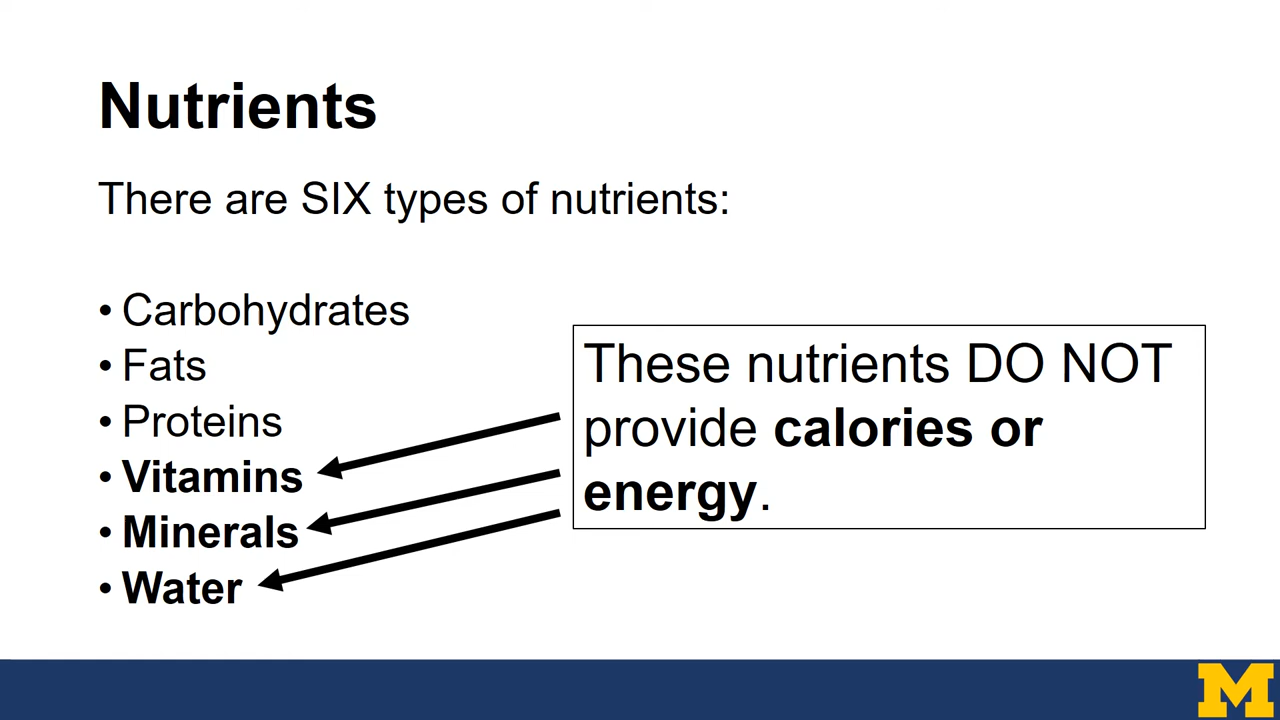 Nutrients
There are SIX types of nutrients:
• Carbohydrates
• Fats
• Proteins
• Vitamins
• Minerals
• Water
These nutrients DO NOT
provide calories or
energy.
M